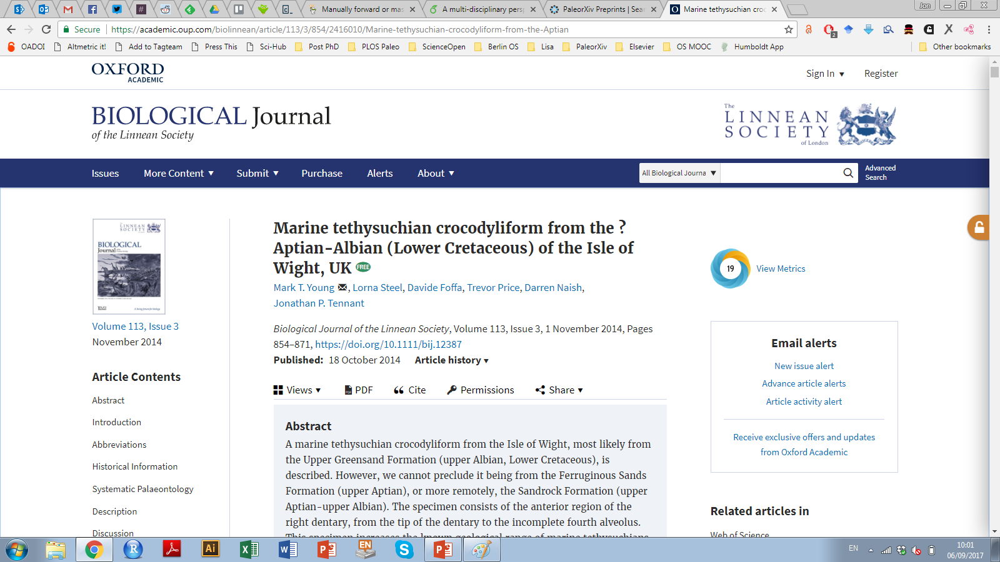 Manually forward or mas
A multi-disciplinary persp
PaleorXiv Preprints | Sear
Marine tethysuchian croc
Jon
Secure
https://academic.oup.com/biolinnean/article/113/3/854/2416010/Marine-tethysuchian-crocodyliform-from-the-Aptian
2
OADOI
Altmetric it!
Add to Tagteam
Press This
Sci-Hub
Post PhD
PLOS Paleo
ScienceOpen
Berlin OS
Lisa
PaleorXiv
Elsevier
OS MOOC
Humboldt App
Other bookmarks
OXFORD
ACADEMIC
Sign In
Register
BIOLOGICAL Journal
of the Linnean Society
The
LINNEAN
SOCIETY
of London
Issues
More Content
Submit
Purchase
Alerts
About
All Biological Journa
Advanced
Search
LINNEAN
SOCIETY
BIOLOGICAL
Journal
Volume 113, Issue 3
November 2014
Article Contents
Abstract
Introduction
Abbreviations
Historical Information
Systematic Palaeontology
Description
Discussion
Marine tethysuchian crocodyliform from the ?
Aptian-Albian (Lower Cretaceous) of the Isle of
Wight, UK FREE
Mark T. Young , Lorna Steel, Davide Foffa, Trevor Price, Darren Naish,
Jonathan P. Tennant
Biological Journal of the Linnean Society, Volume 113, Issue 3, 1 November 2014, Pages
854–871, https://doi.org/10.1111/bij.12387
Published: 18 October 2014 Article history
Views
PDF
Cite
Permissions
Share
Abstract
A marine tethysuchian crocodyliform from the Isle of Wight, most likely from
the Upper Greensand Formation (upper Albian, Lower Cretaceous), is
described. However, we cannot preclude it being from the Ferruginous Sands
Formation (upper Aptian), or more remotely, the Sandrock Formation (upper
Aptian–upper Albian). The specimen consists of the anterior region of the
right dentary, from the tip of the dentary to the incomplete fourth alveolus.
This specimen increases the known geological range of marine tethysuchians
19
View Metrics
Email alerts
New issue alert
Advance article alerts
Article activity alert
Receive exclusive offers and updates
from Oxford Academic
Related articles in
Web of Science
EN
EN
10:01
06/09/2017